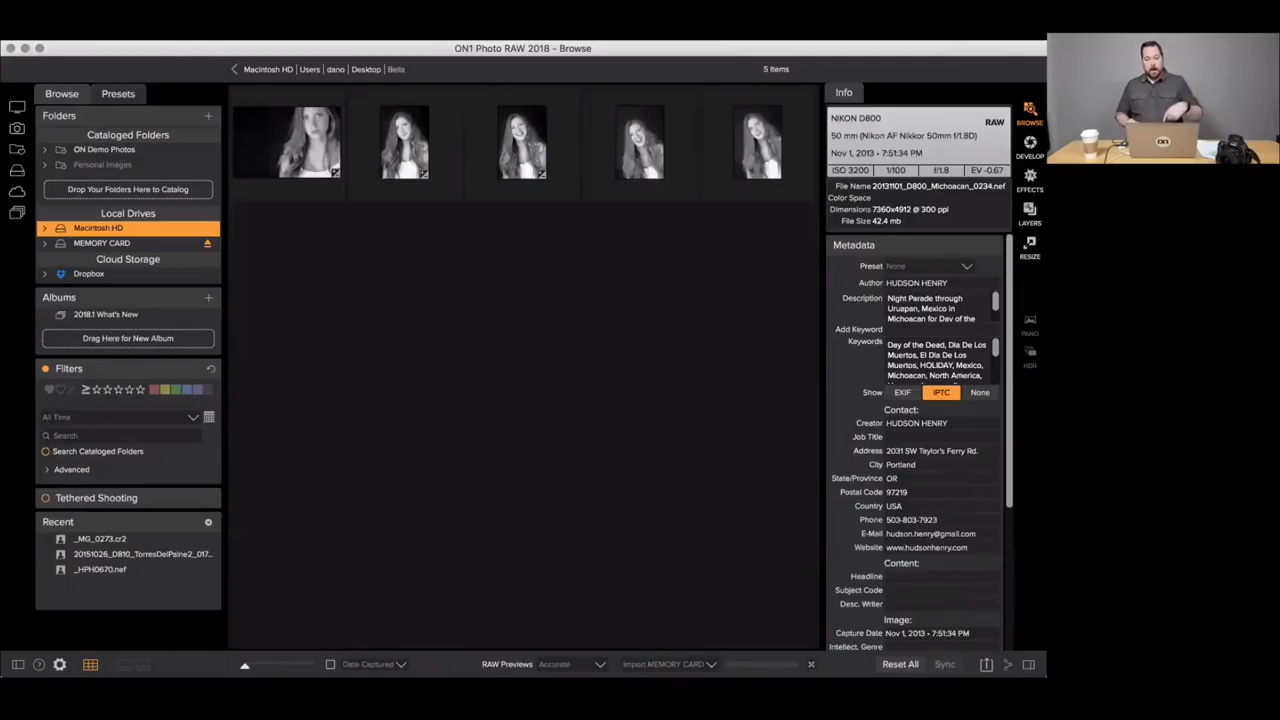 ON1 Photo RAW 2018 - Browse
Macintosh HD | Users | dano | Desktop | Bella
5 Items
Browse
Presets
Folders
Cataloged Folders
ON Demo Photos
Personal Images
Drop Your Folders Here to Catalog
Local Drives
Macintosh HD
MEMORY CARD
Cloud Storage
Dropbox
Albums
2018.1 What's New
Drag Here for New Album
Filters
All Time
Search
Search Cataloged Folders
Advanced
Tethered Shooting
Recent
_MG_0273.cr2
20151026_D810_TorresDelPaine2_017...
_HPH0670.nef
Info
NIKON D800
RAW
50 mm (Nikon AF Nikkor 50mm f/1.8D)
Nov 1, 2013 • 7:51:34 PM
ISO 3200 1/100 f/1.8 EV -0.67
File Name 20131101_D800_Michoacan_0234.nef
Color Space
Dimensions 7360x4912 @ 300 ppi
File Size 42.4 mb
Metadata
Preset None
Author HUDSON HENRY
Description Night Parade through
Uruapan, Mexico in
Michoacan for Day of the
Add Keyword
Keywords Day of the Dead, Dia De Los
Muertos, El Dia De Los
Muertos, HOLIDAY, Mexico,
Michoacan, North America,
Show EXIF IPTC None
Contact:
Creator HUDSON HENRY
Job Title
Address 2031 SW Taylor's Ferry Rd.
City Portland
State/Province OR
Postal Code 97219
Country USA
Phone 503-803-7923
E-Mail hudson.henry@gmail.com
Website www.hudsonhenry.com
Content:
Headline
Subject Code
Desc. Writer
Image:
Capture Date Nov 1, 2013 • 7:51:34 PM
Intellect. Genre
BROWSE
DEVELOP
EFFECTS
LAYERS
RESIZE
PANO
HDR
ON
Date Captured
RAW Previews Accurate
Import MEMORY CARD
Reset All
Sync